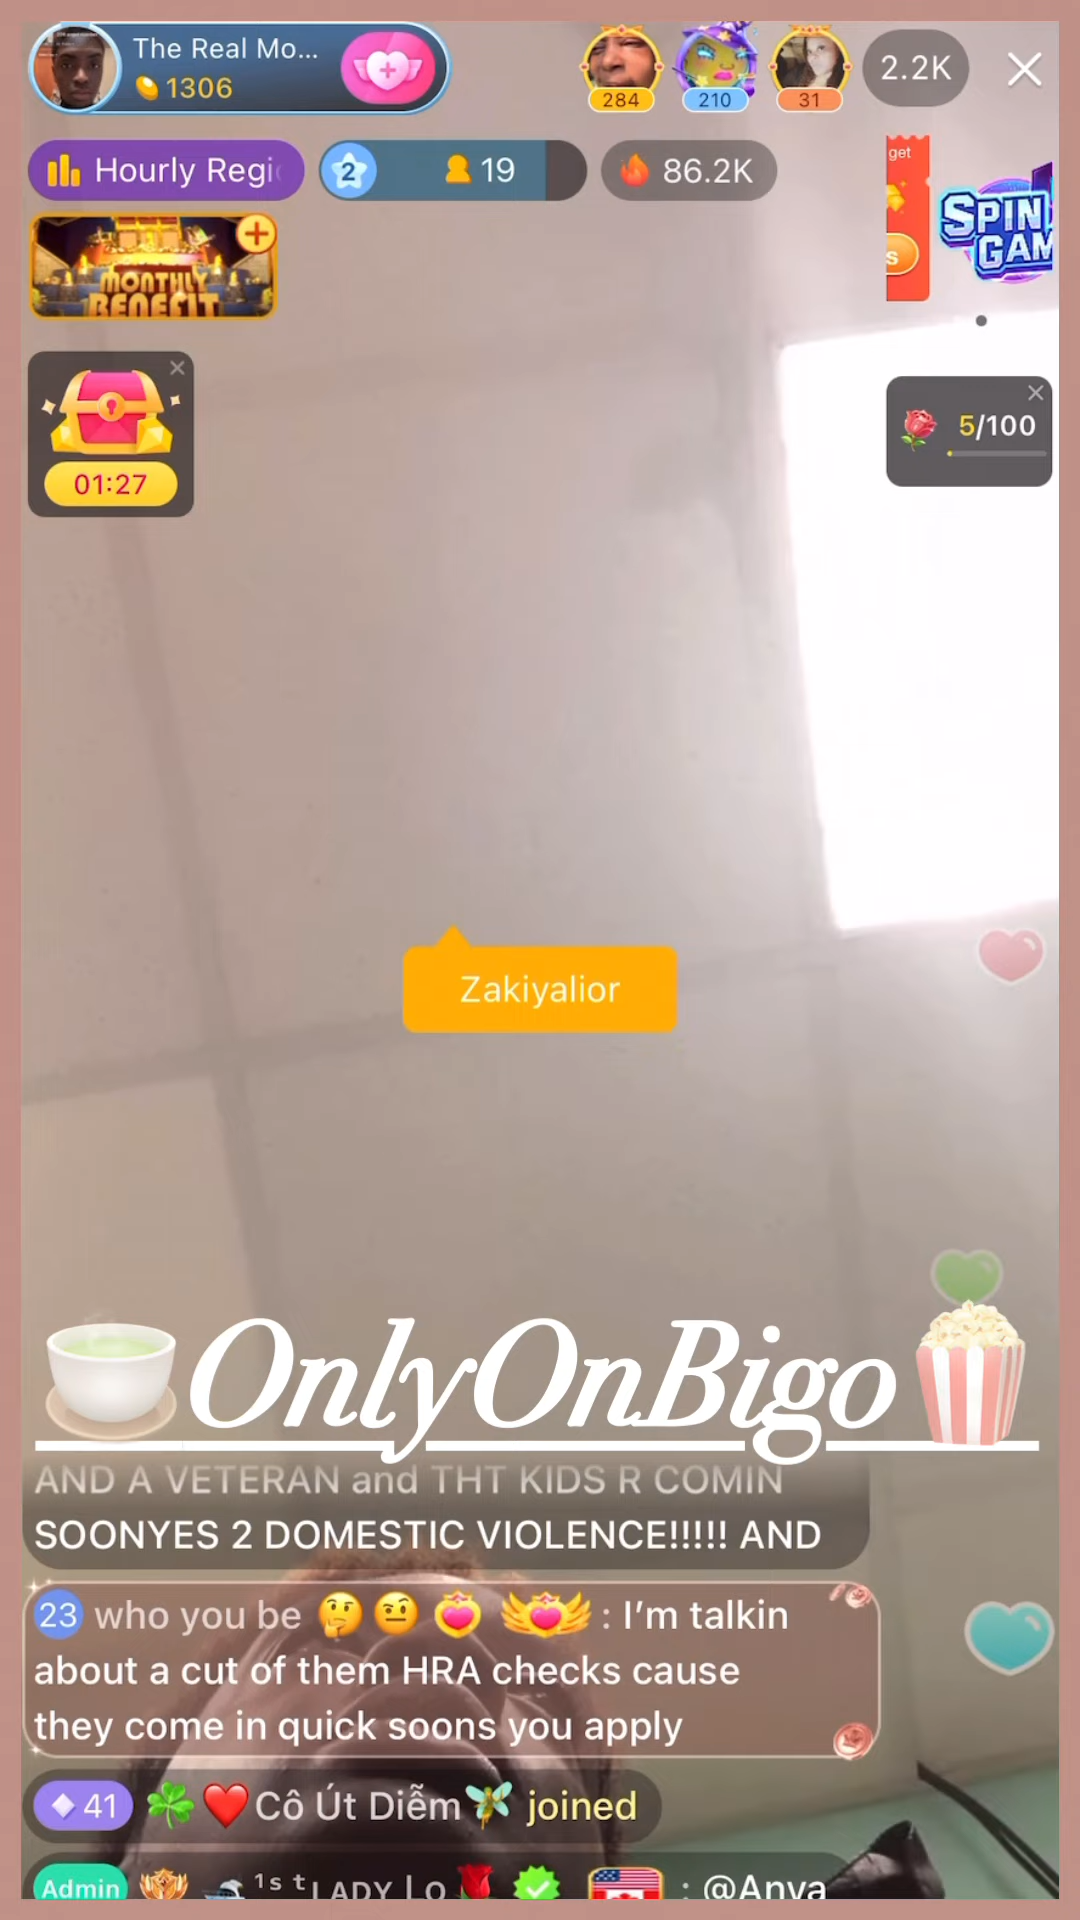 The Real Mo...
1306
284
210
31
2.2K
Hourly Regi
2
19
86.2K
get
s
SPIN
GAM
MONTHLY
BENEFIT
01:27
5/100
Zakiyalior
OnlyOnBigo
AND A VETERAN and THT KIDS R COMIN
SOONYES 2 DOMESTIC VIOLENCE!!!!! AND
23 who you be 🤔 🤨 : I'm talkin
about a cut of them HRA checks cause
they come in quick soons you apply
41 ☘️❤️Cô Út Diễm joined
Admin 1st LADY LO🌹 : @Anya